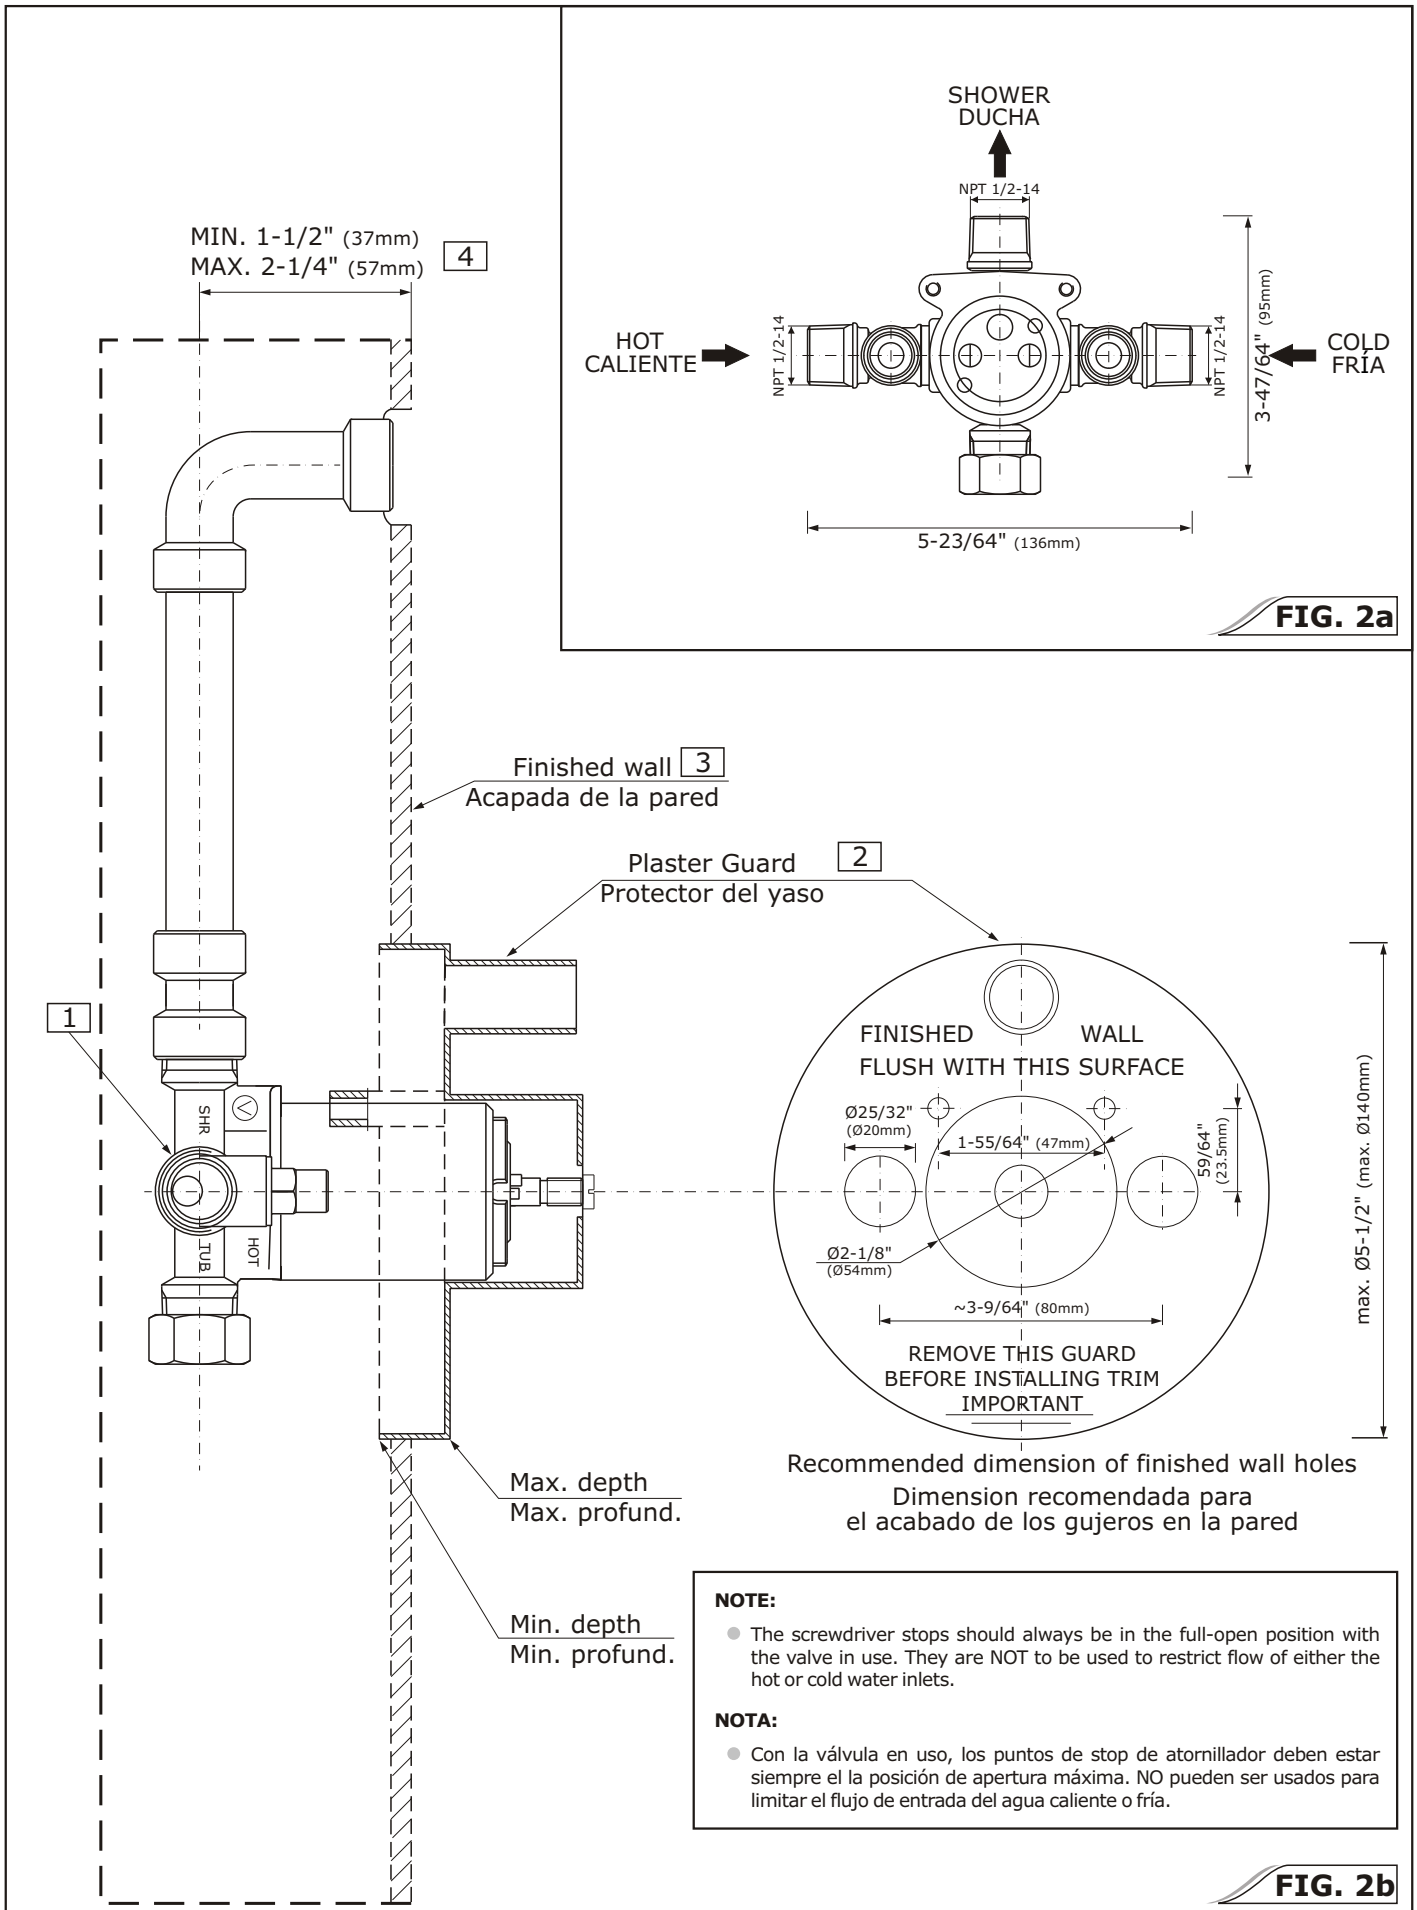 SHOWER
DUCHA
NPT 1/2-14
HOT
CALIENTE
NPT 1/2-14
NPT 1/2-14
3-47/64" (95mm)
COLD
FRÍA
5-23/64" (136mm)
FIG. 2a
MIN. 1-1/2" (37mm)
MAX. 2-1/4" (57mm)
4
Finished wall 3
Acapada de la pared
Plaster Guard 2
Protector del yaso
1
SHR
V
TUB
HOT
FINISHED WALL
FLUSH WITH THIS SURFACE
Ø25/32"
(Ø20mm)
1-55/64" (47mm)
59/64"
(23.5mm)
Ø2-1/8"
(Ø54mm)
~3-9/64" (80mm)
REMOVE THIS GUARD
BEFORE INSTALLING TRIM
IMPORTANT
max. Ø5-1/2" (max. Ø140mm)
Recommended dimension of finished wall holes
Dimension recomendada para
el acabado de los gujeros en la pared
Max. depth
Max. profund.
Min. depth
Min. profund.
NOTE:
The screwdriver stops should always be in the full-open position with
the valve in use. They are NOT to be used to restrict flow of either the
hot or cold water inlets.
NOTA:
Con la válvula en uso, los puntos de stop de atornillador deben estar
siempre el la posición de apertura máxima. NO pueden ser usados para
limitar el flujo de entrada del agua caliente o fría.
FIG. 2b